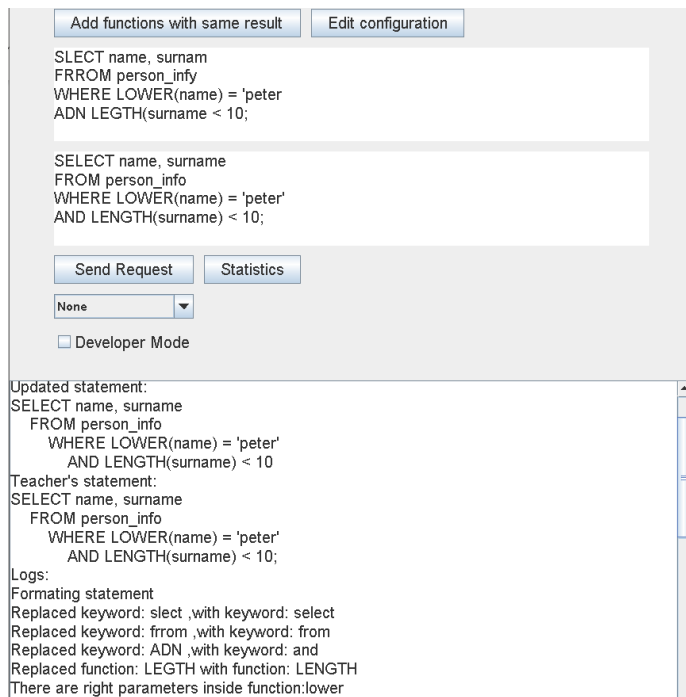 Add functions with same result Edit configuration
SLECT name, surnam
FRROM person_infy
WHERE LOWER(name) = 'peter
ADN LEGTH(surname < 10;
SELECT name, surname
FROM person_info
WHERE LOWER(name) = 'peter'
AND LENGTH(surname) < 10;
Send Request Statistics
None
Developer Mode
Updated statement:
SELECT name, surname
FROM person_info
WHERE LOWER(name) = 'peter'
AND LENGTH(surname) < 10
Teacher's statement:
SELECT name, surname
FROM person_info
WHERE LOWER(name) = 'peter'
AND LENGTH(surname) < 10;
Logs:
Formating statement
Replaced keyword: slect ,with keyword: select
Replaced keyword: frrom ,with keyword: from
Replaced keyword: ADN ,with keyword: and
Replaced function: LEGTH with function: LENGTH
There are right parameters inside function:lower